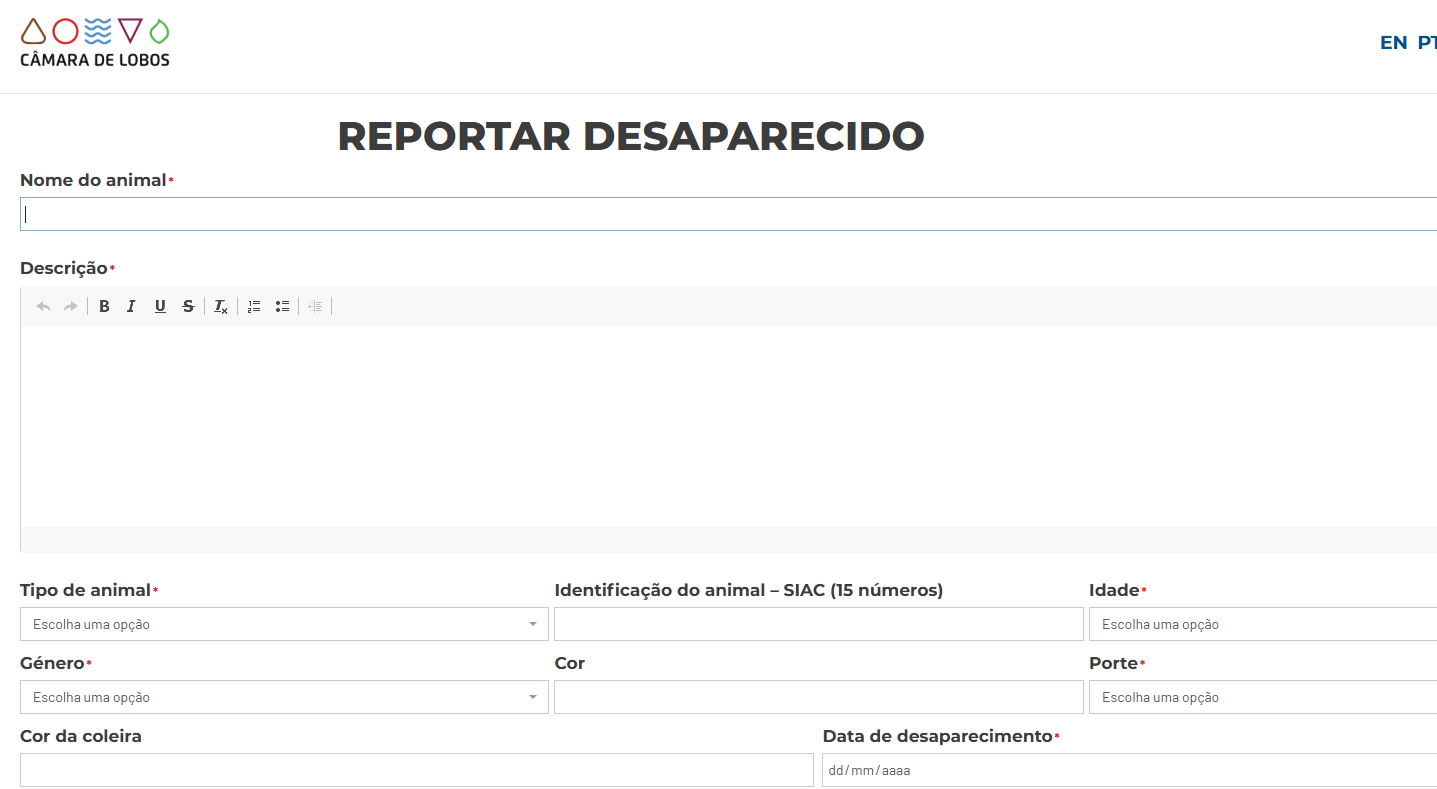 CÂMARA DE LOBOS
EN PT
REPORTAR DESAPARECIDO
Nome do animal*
Descrição*
B I U S Tx
Tipo de animal* Identificação do animal – SIAC (15 números) Idade*
Escolha uma opção Escolha uma opção
Género* Cor Porte*
Escolha uma opção Escolha uma opção
Cor da coleira Data de desaparecimento*
dd/mm/aaaa